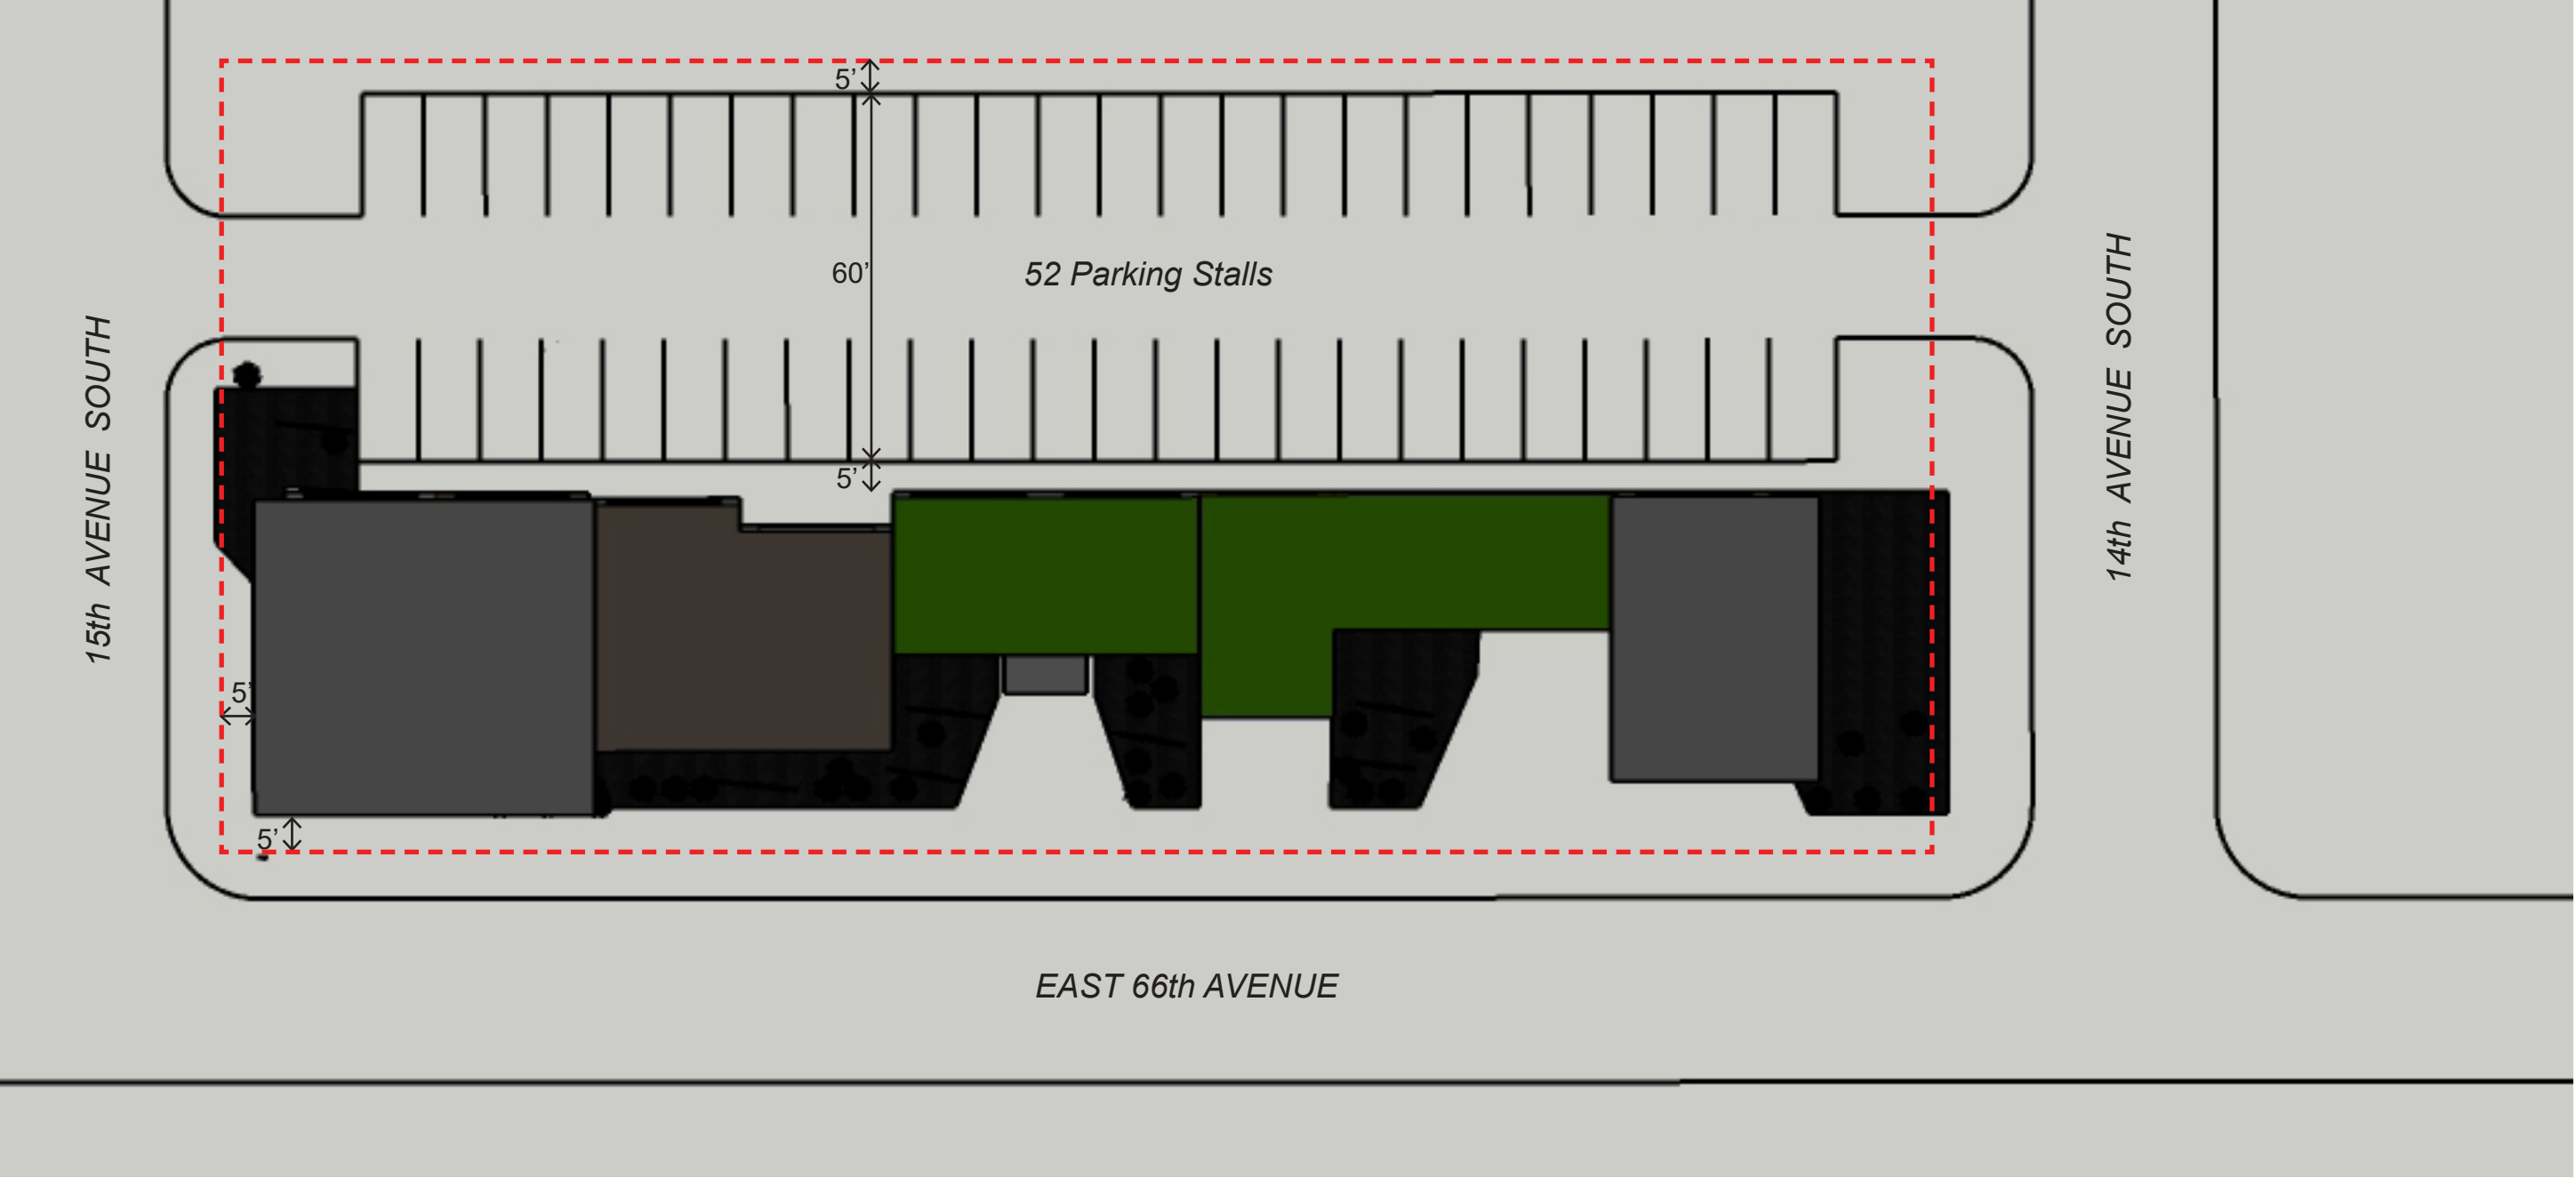 5’
60’
52 Parking Stalls
5’
15th AVENUE SOUTH
14th AVENUE SOUTH
5’
5’
EAST 66th AVENUE